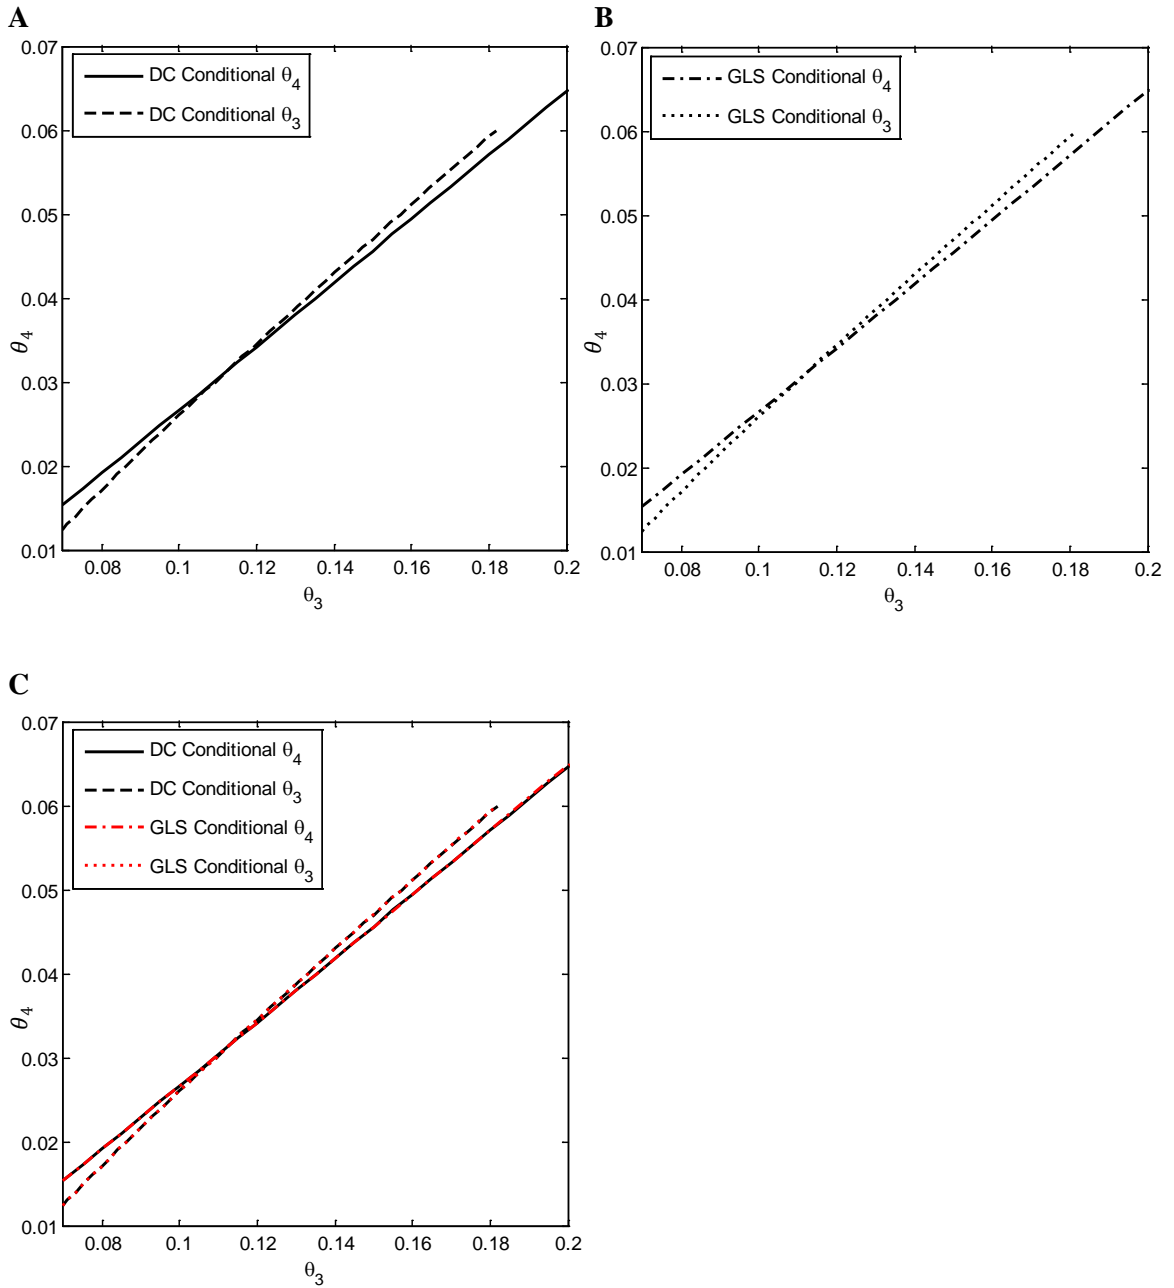 A
0.07
0.06
0.05
0.04
0.03
0.02
0.01
θ4
DC Conditional θ4
DC Conditional θ3
0.08 0.1 0.12 0.14 0.16 0.18 0.2
θ3
B
0.07
0.06
0.05
0.04
0.03
0.02
0.01
θ4
GLS Conditional θ4
GLS Conditional θ3
0.08 0.1 0.12 0.14 0.16 0.18 0.2
θ3
C
0.07
0.06
0.05
0.04
0.03
0.02
0.01
θ4
DC Conditional θ4
DC Conditional θ3
GLS Conditional θ4
GLS Conditional θ3
0.08 0.1 0.12 0.14 0.16 0.18 0.2
θ3